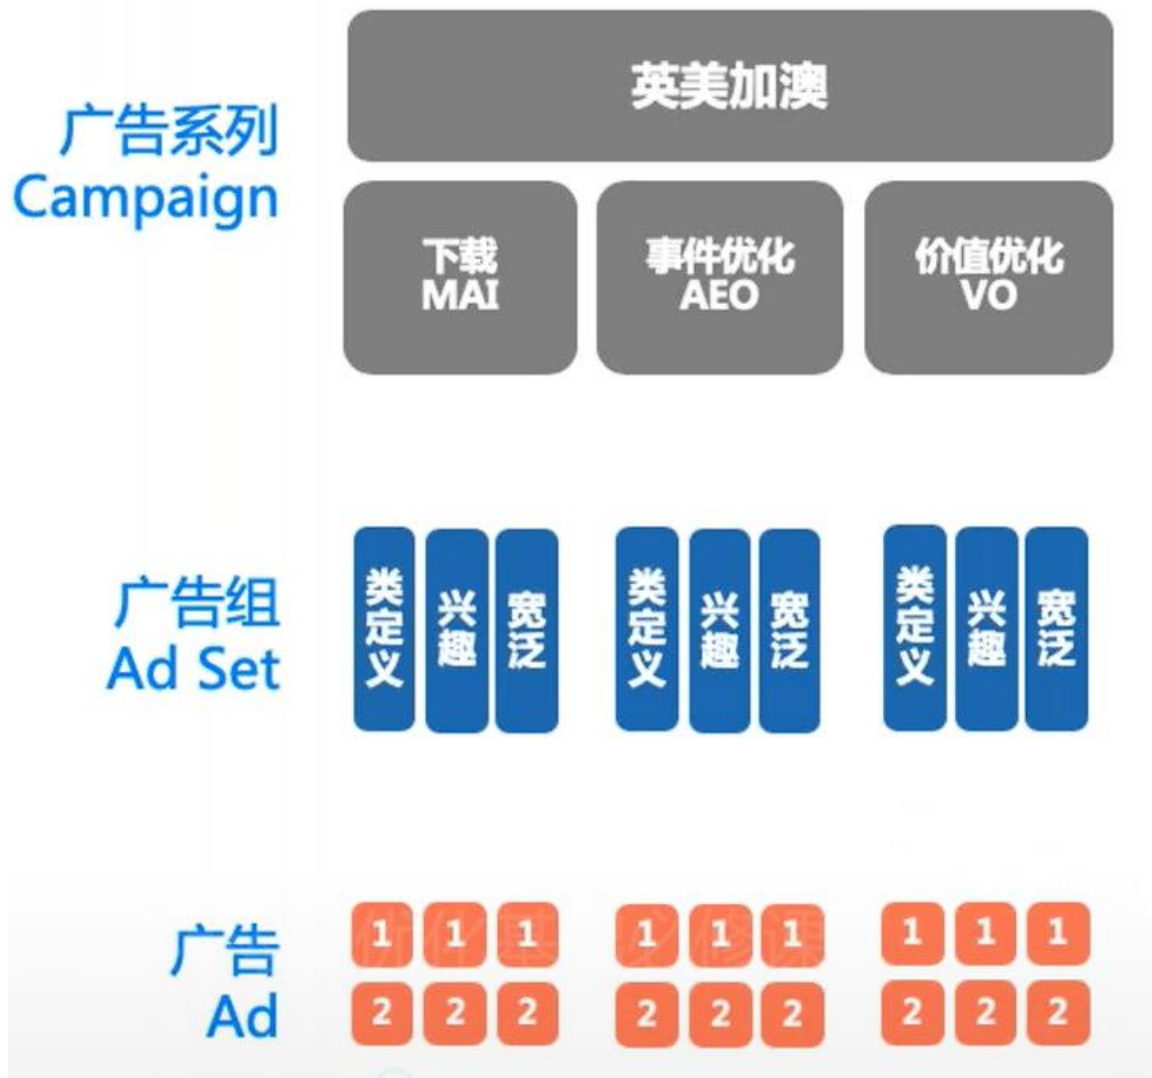 广告系列
Campaign
英美加澳
下载
MAI
事件优化
AEO
价值优化
VO
广告组
Ad Set
类定义
兴趣
宽泛
类定义
兴趣
宽泛
类定义
兴趣
宽泛
广告
Ad
1 1 1 1 1 1 1 1 1
2 2 2 2 2 2 2 2 2